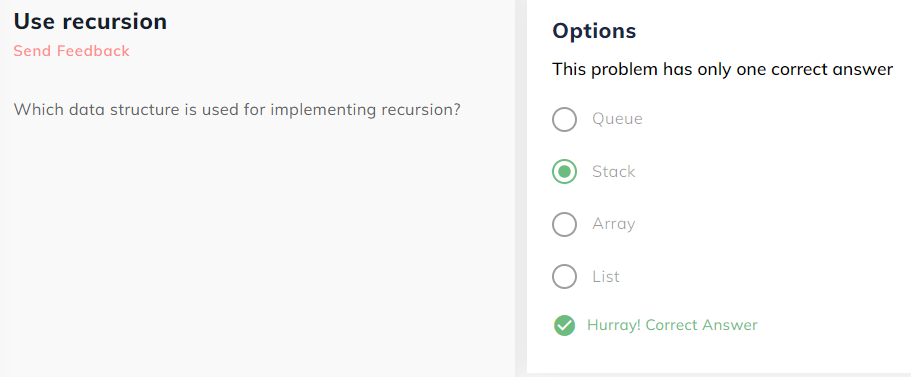 Use recursion
Send Feedback
Which data structure is used for implementing recursion?
Options
This problem has only one correct answer
Queue
Stack
Array
List
Hurray! Correct Answer